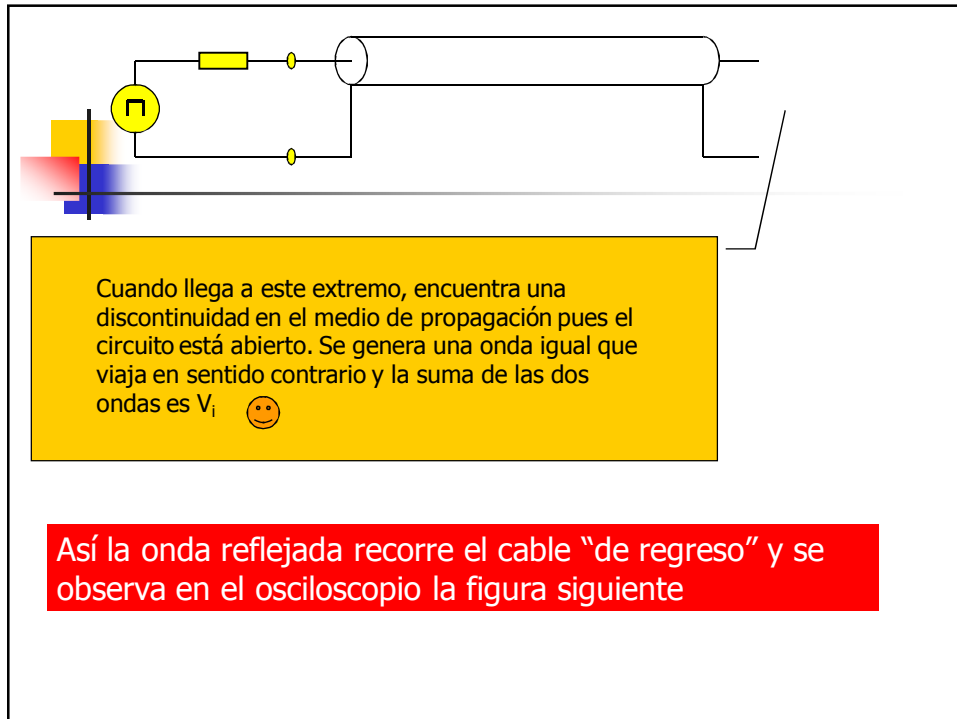 Cuando llega a este extremo, encuentra una
discontinuidad en el medio de propagación pues el
circuito está abierto. Se genera una onda igual que
viaja en sentido contrario y la suma de las dos
ondas es Vi
Así la onda reflejada recorre el cable “de regreso” y se
observa en el osciloscopio la figura siguiente